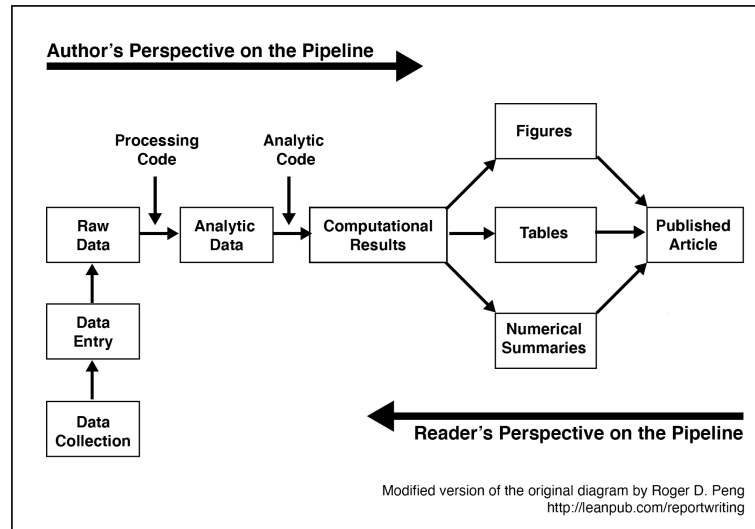 Author's Perspective on the Pipeline
Processing
Code
Analytic
Code
Figures
Raw
Data
Analytic
Data
Computational
Results
Tables
Published
Article
Data
Entry
Numerical
Summaries
Data
Collection
Reader's Perspective on the Pipeline
Modified version of the original diagram by Roger D. Peng
http://leanpub.com/reportwriting